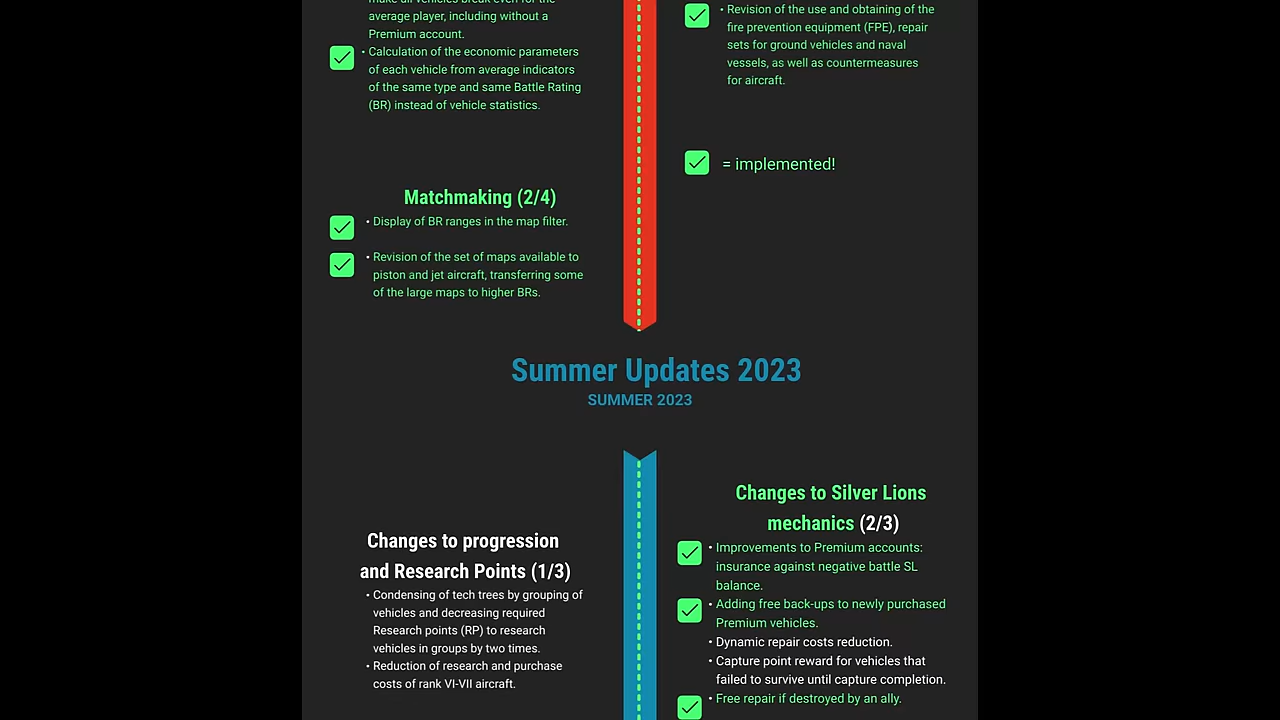 make all vehicles break even for the
average player, including without a
Premium account.
• Calculation of the economic parameters
of each vehicle from average indicators
of the same type and same Battle Rating
(BR) instead of vehicle statistics.
• Revision of the use and obtaining of the
fire prevention equipment (FPE), repair
sets for ground vehicles and naval
vessels, as well as countermeasures
for aircraft.
= implemented!
Matchmaking (2/4)
• Display of BR ranges in the map filter.
• Revision of the set of maps available to
piston and jet aircraft, transferring some
of the large maps to higher BRs.
Summer Updates 2023
SUMMER 2023
Changes to progression
and Research Points (1/3)
• Condensing of tech trees by grouping of
vehicles and decreasing required
Research points (RP) to research
vehicles in groups by two times.
• Reduction of research and purchase
costs of rank VI-VII aircraft.
Changes to Silver Lions
mechanics (2/3)
• Improvements to Premium accounts:
insurance against negative battle SL
balance.
• Adding free back-ups to newly purchased
Premium vehicles.
• Dynamic repair costs reduction.
• Capture point reward for vehicles that
failed to survive until capture completion.
• Free repair if destroyed by an ally.